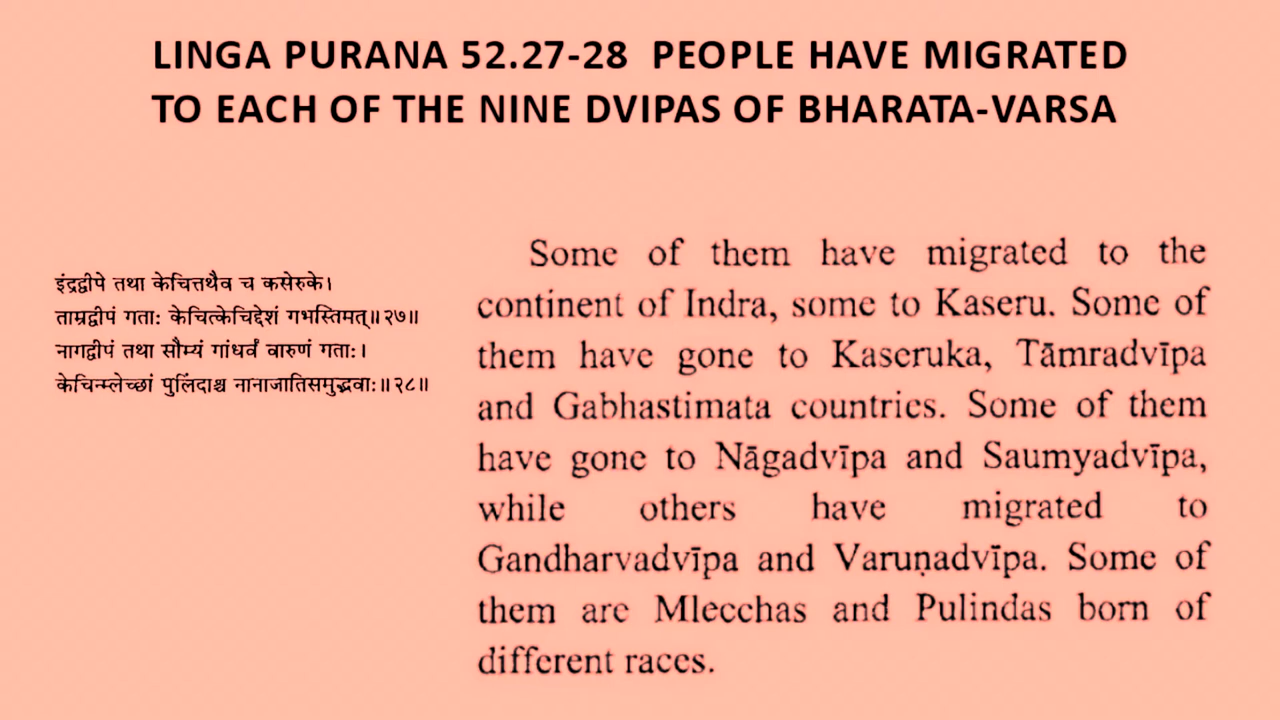 LINGA PURANA 52.27-28 PEOPLE HAVE MIGRATED
TO EACH OF THE NINE DVIPAS OF BHARATA-VARSA
इंद्रद्वीपे तथा केचित्तथैव च कसेरुके।
ताम्रद्वीपं गताः केचित्केचिद्देशं गभस्तिमत्॥२७॥
नागद्वीपं तथा सौम्यं गांधर्वं वारुणं गताः।
केचिन्म्लेच्छां पुलिंदाश्च नानाजातिसमुद्भवाः॥२८॥
Some of them have migrated to the
continent of Indra, some to Kaseru. Some of
them have gone to Kaseruka, Tāmradvīpa
and Gabhastimata countries. Some of them
have gone to Nāgadvīpa and Saumyadvīpa,
while others have migrated to
Gandharvadvīpa and Varuṇadvīpa. Some of
them are Mlecchas and Pulindas born of
different races.